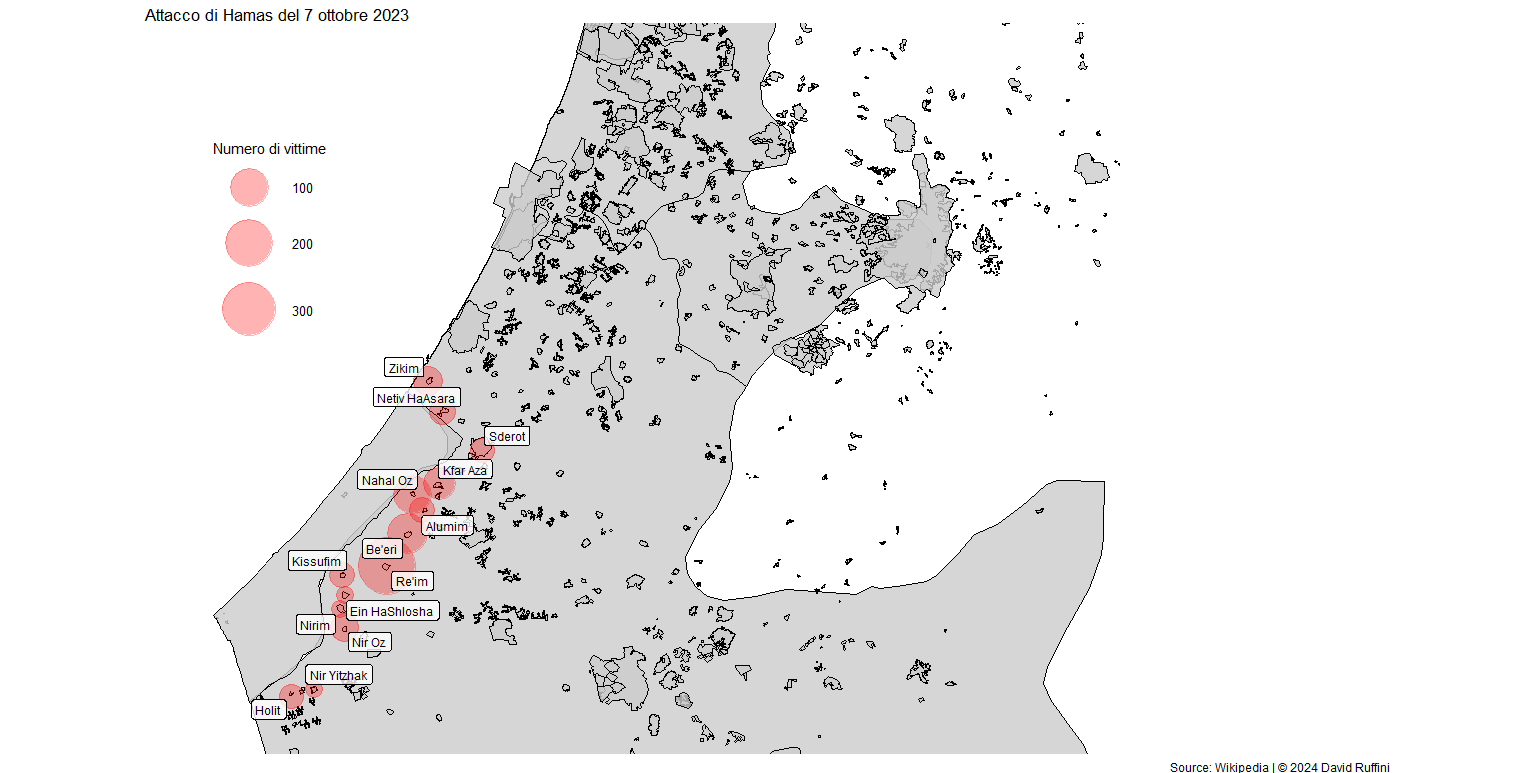 Attacco di Hamas del 7 ottobre 2023
Numero di vittime
100
200
300
Zikim
Netiv HaAsara
Sderot
Kfar Aza
Nahal Oz
Alumim
Be'eri
Kissufim
Re'im
Ein HaShlosha
Nirim
Nir Oz
Nir Yitzhak
Holit
Source: Wikipedia | © 2024 David Ruffini